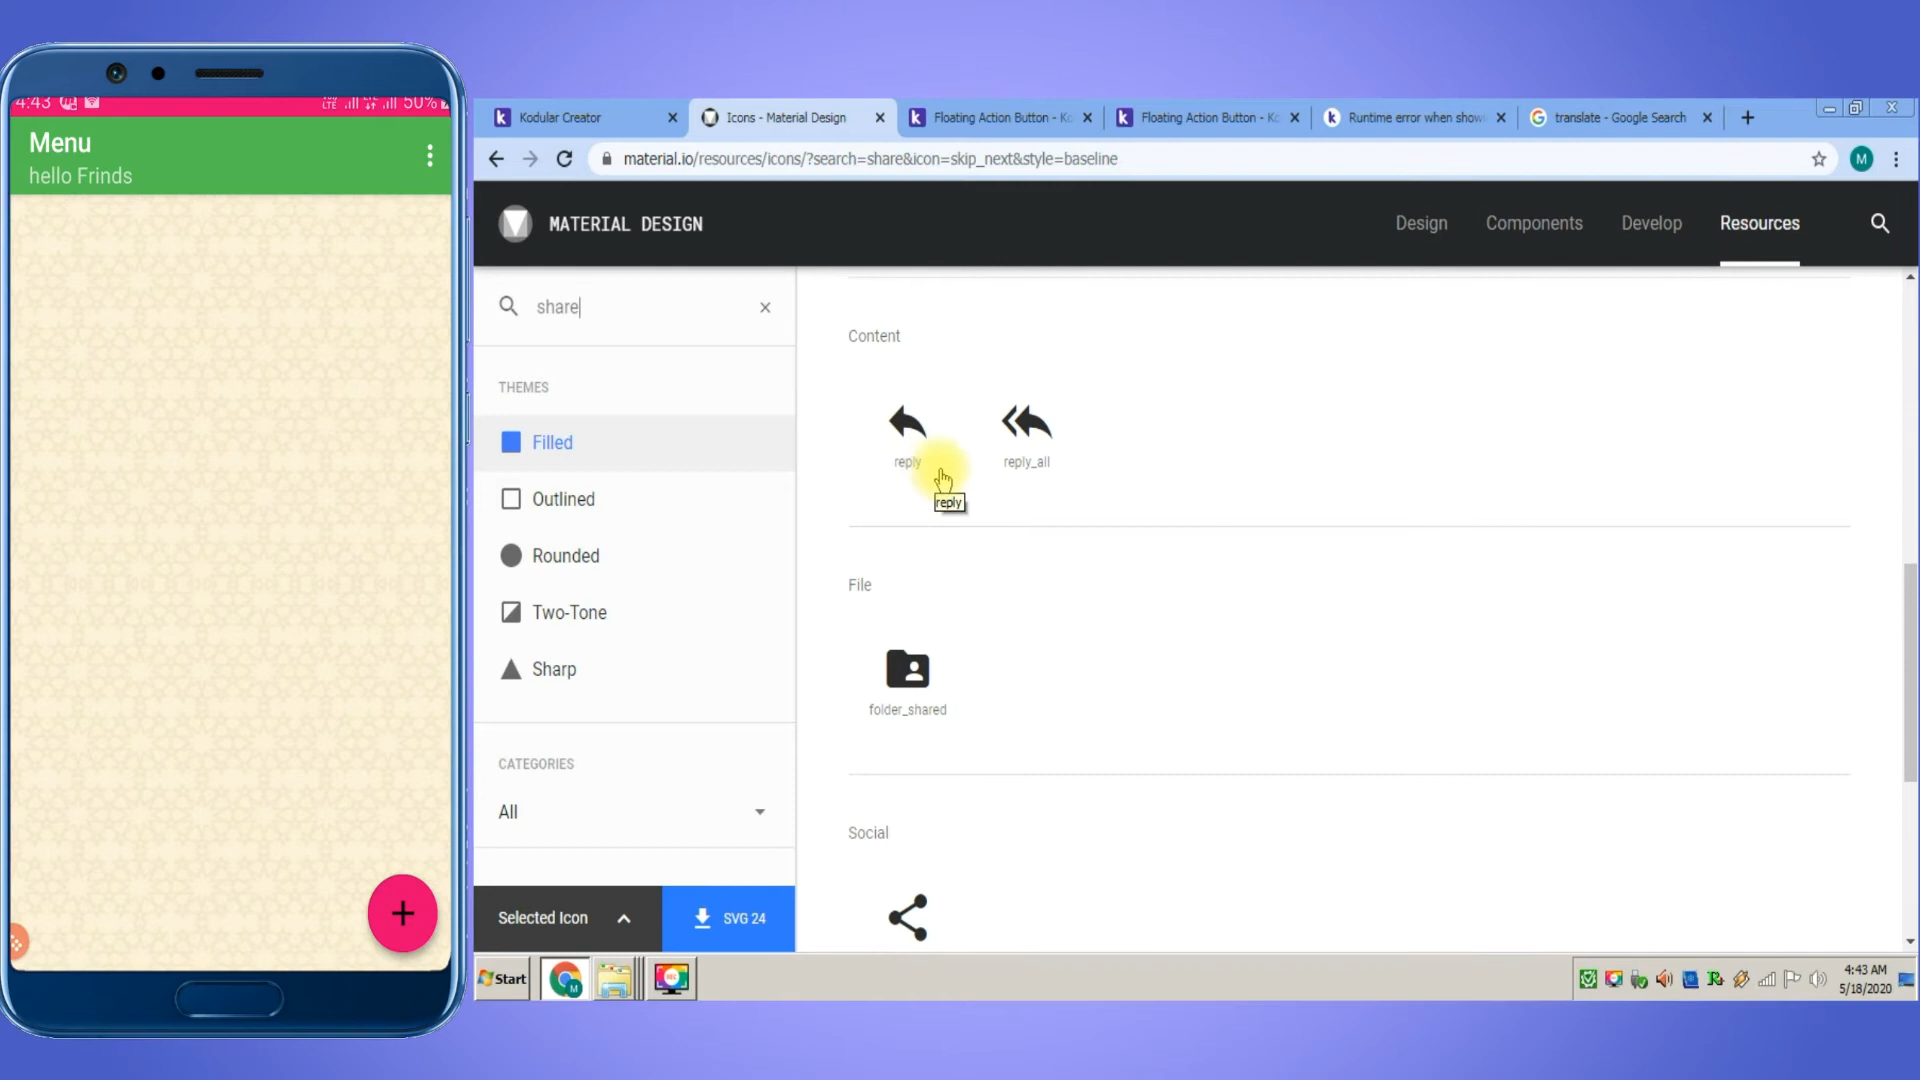 4:43
VoLTE
LTE
50%
Menu
hello Frinds
Kodular Creator
Icons - Material Design
Floating Action Button - Ko
Floating Action Button - Ko
Runtime error when show
translate - Google Search
material.io/resources/icons/?search=share&icon=skip_next&style=baseline
M
MATERIAL DESIGN
Design
Components
Develop
Resources
share
THEMES
Filled
Outlined
Rounded
Two-Tone
Sharp
CATEGORIES
All
Selected Icon
SVG 24
Content
reply
reply_all
reply
File
folder_shared
Social
Start
M
REC
4:43 AM
5/18/2020